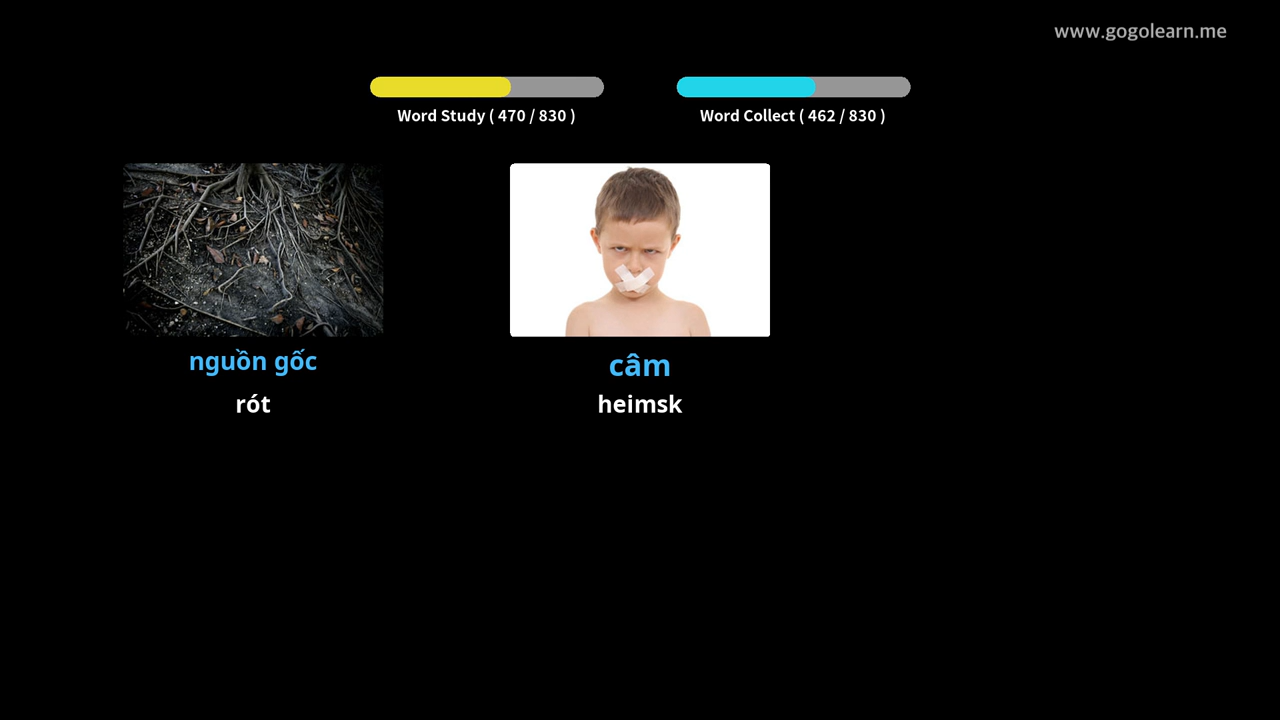 www.gogolearn.me
Word Study ( 470 / 830 )
Word Collect ( 462 / 830 )
nguồn gốc
rót
câm
heimsk